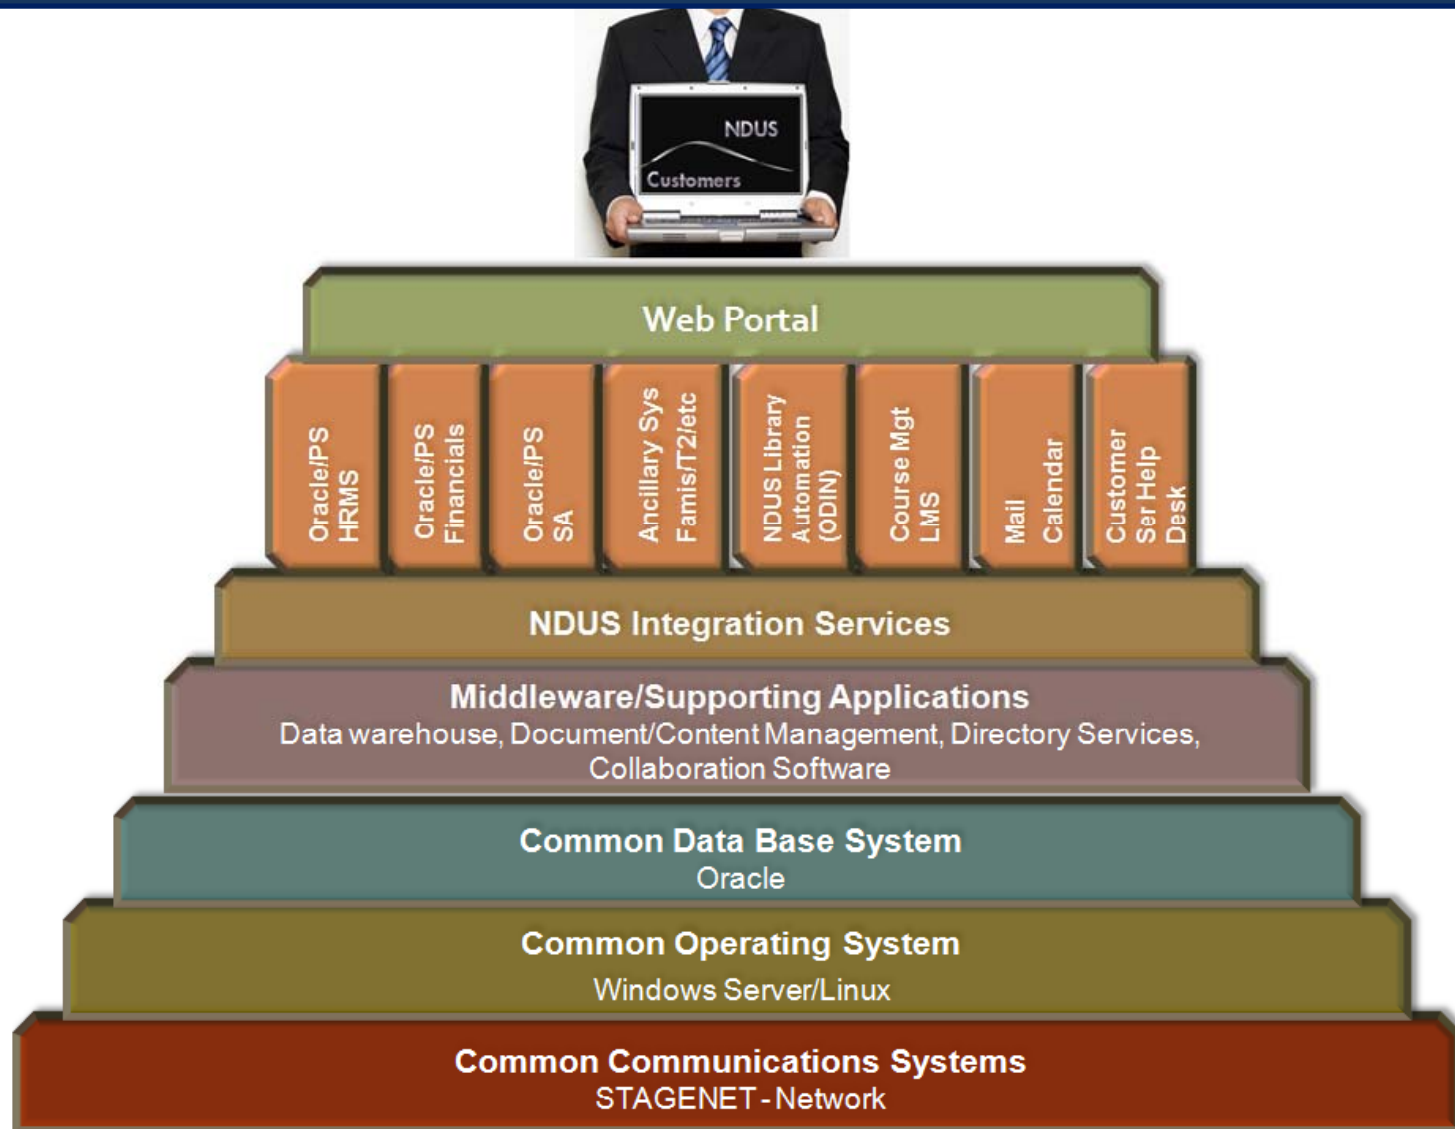 NDUS
Customers
Web Portal
Oracle/PS
HRMS
Oracle/PS
Financials
Oracle/PS
SA
Ancillary Sys
Famis/T2/etc
NDUS Library
Automation
(ODIN)
Course Mgt
LMS
Mail
Calendar
Customer
Ser Help
Desk
NDUS Integration Services
Middleware/Supporting Applications
Data warehouse, Document/Content Management, Directory Services,
Collaboration Software
Common Data Base System
Oracle
Common Operating System
Windows Server/Linux
Common Communications Systems
STAGENET - Network